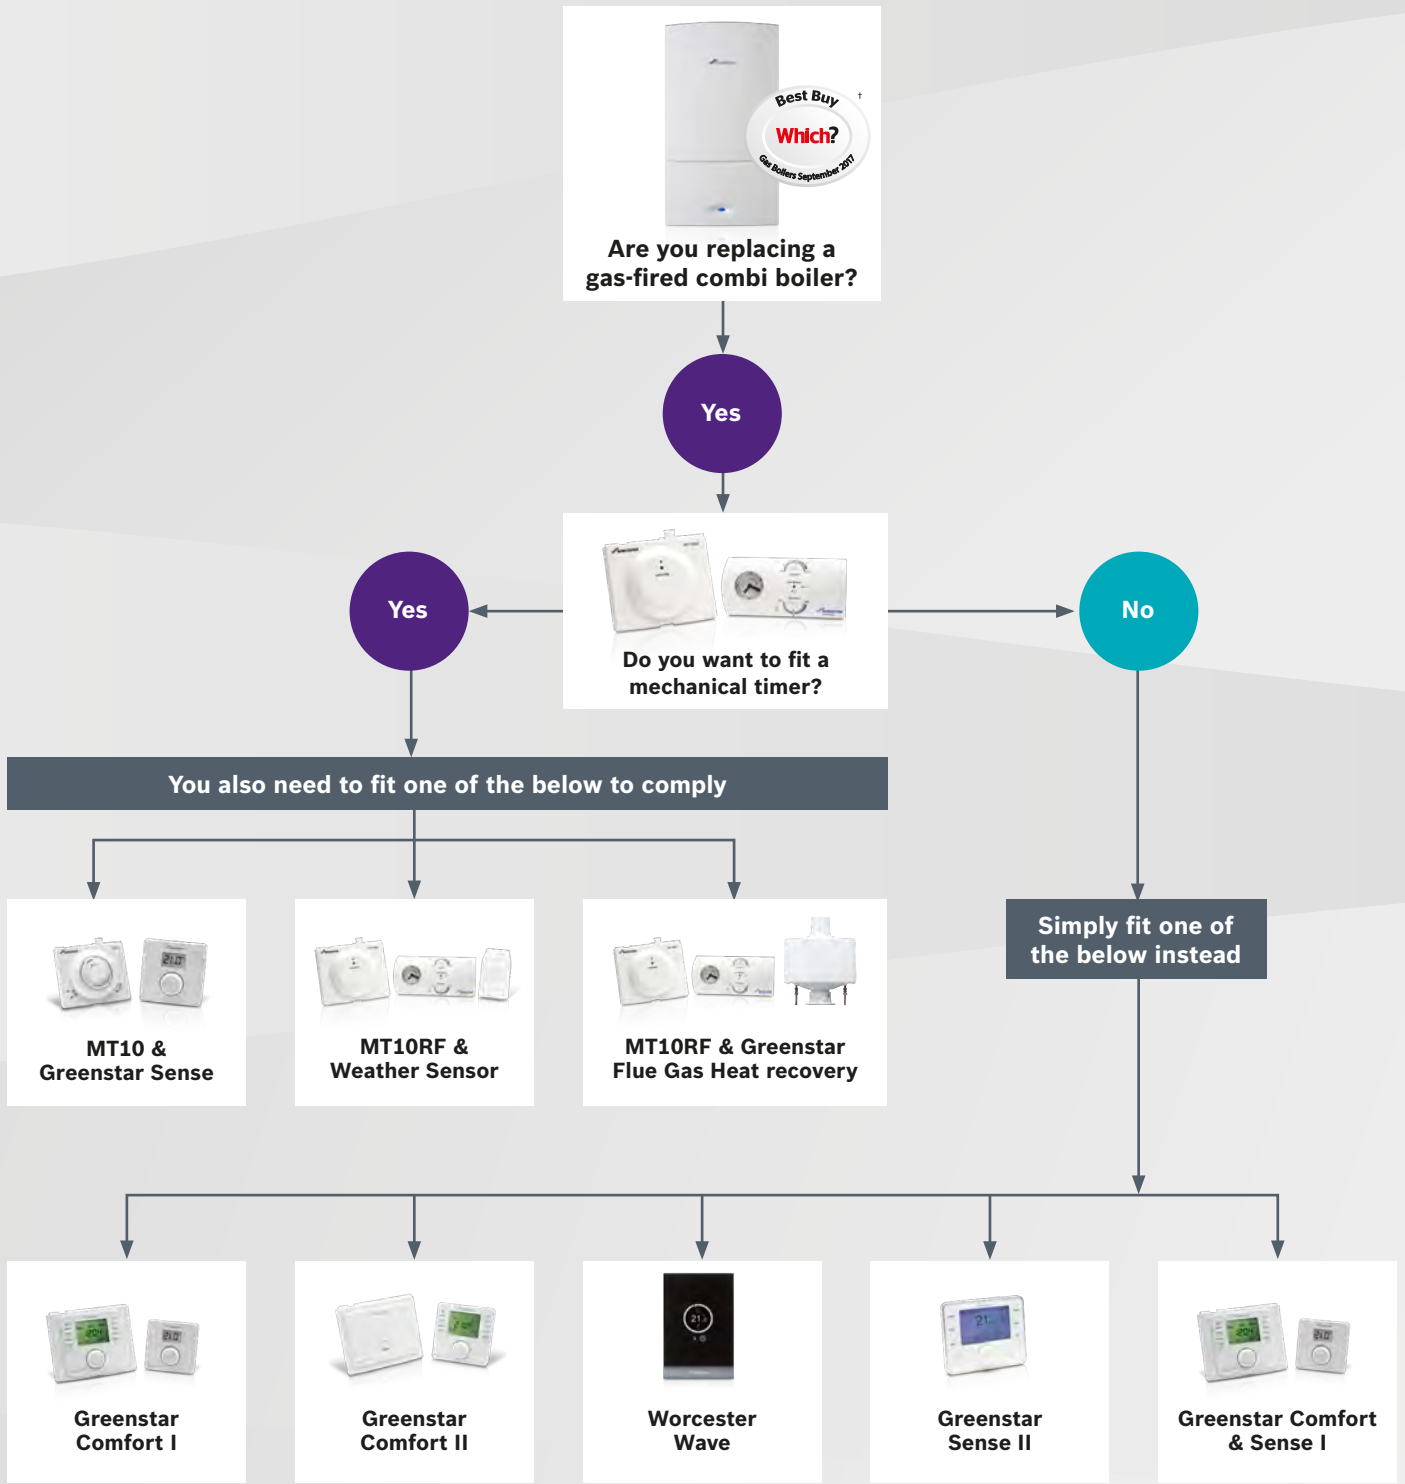 Best Buy
†
Which?
Gas Boilers September 2017
Are you replacing a
gas-fired combi boiler?
Yes
Yes
No
Do you want to fit a
mechanical timer?
You also need to fit one of the below to comply
Simply fit one of
the below instead
21.0
MT10 &
Greenstar Sense
MT10RF &
Weather Sensor
MT10RF & Greenstar
Flue Gas Heat recovery
Greenstar
Comfort I
Greenstar
Comfort II
Worcester
Wave
Greenstar
Sense II
Greenstar Comfort
& Sense I